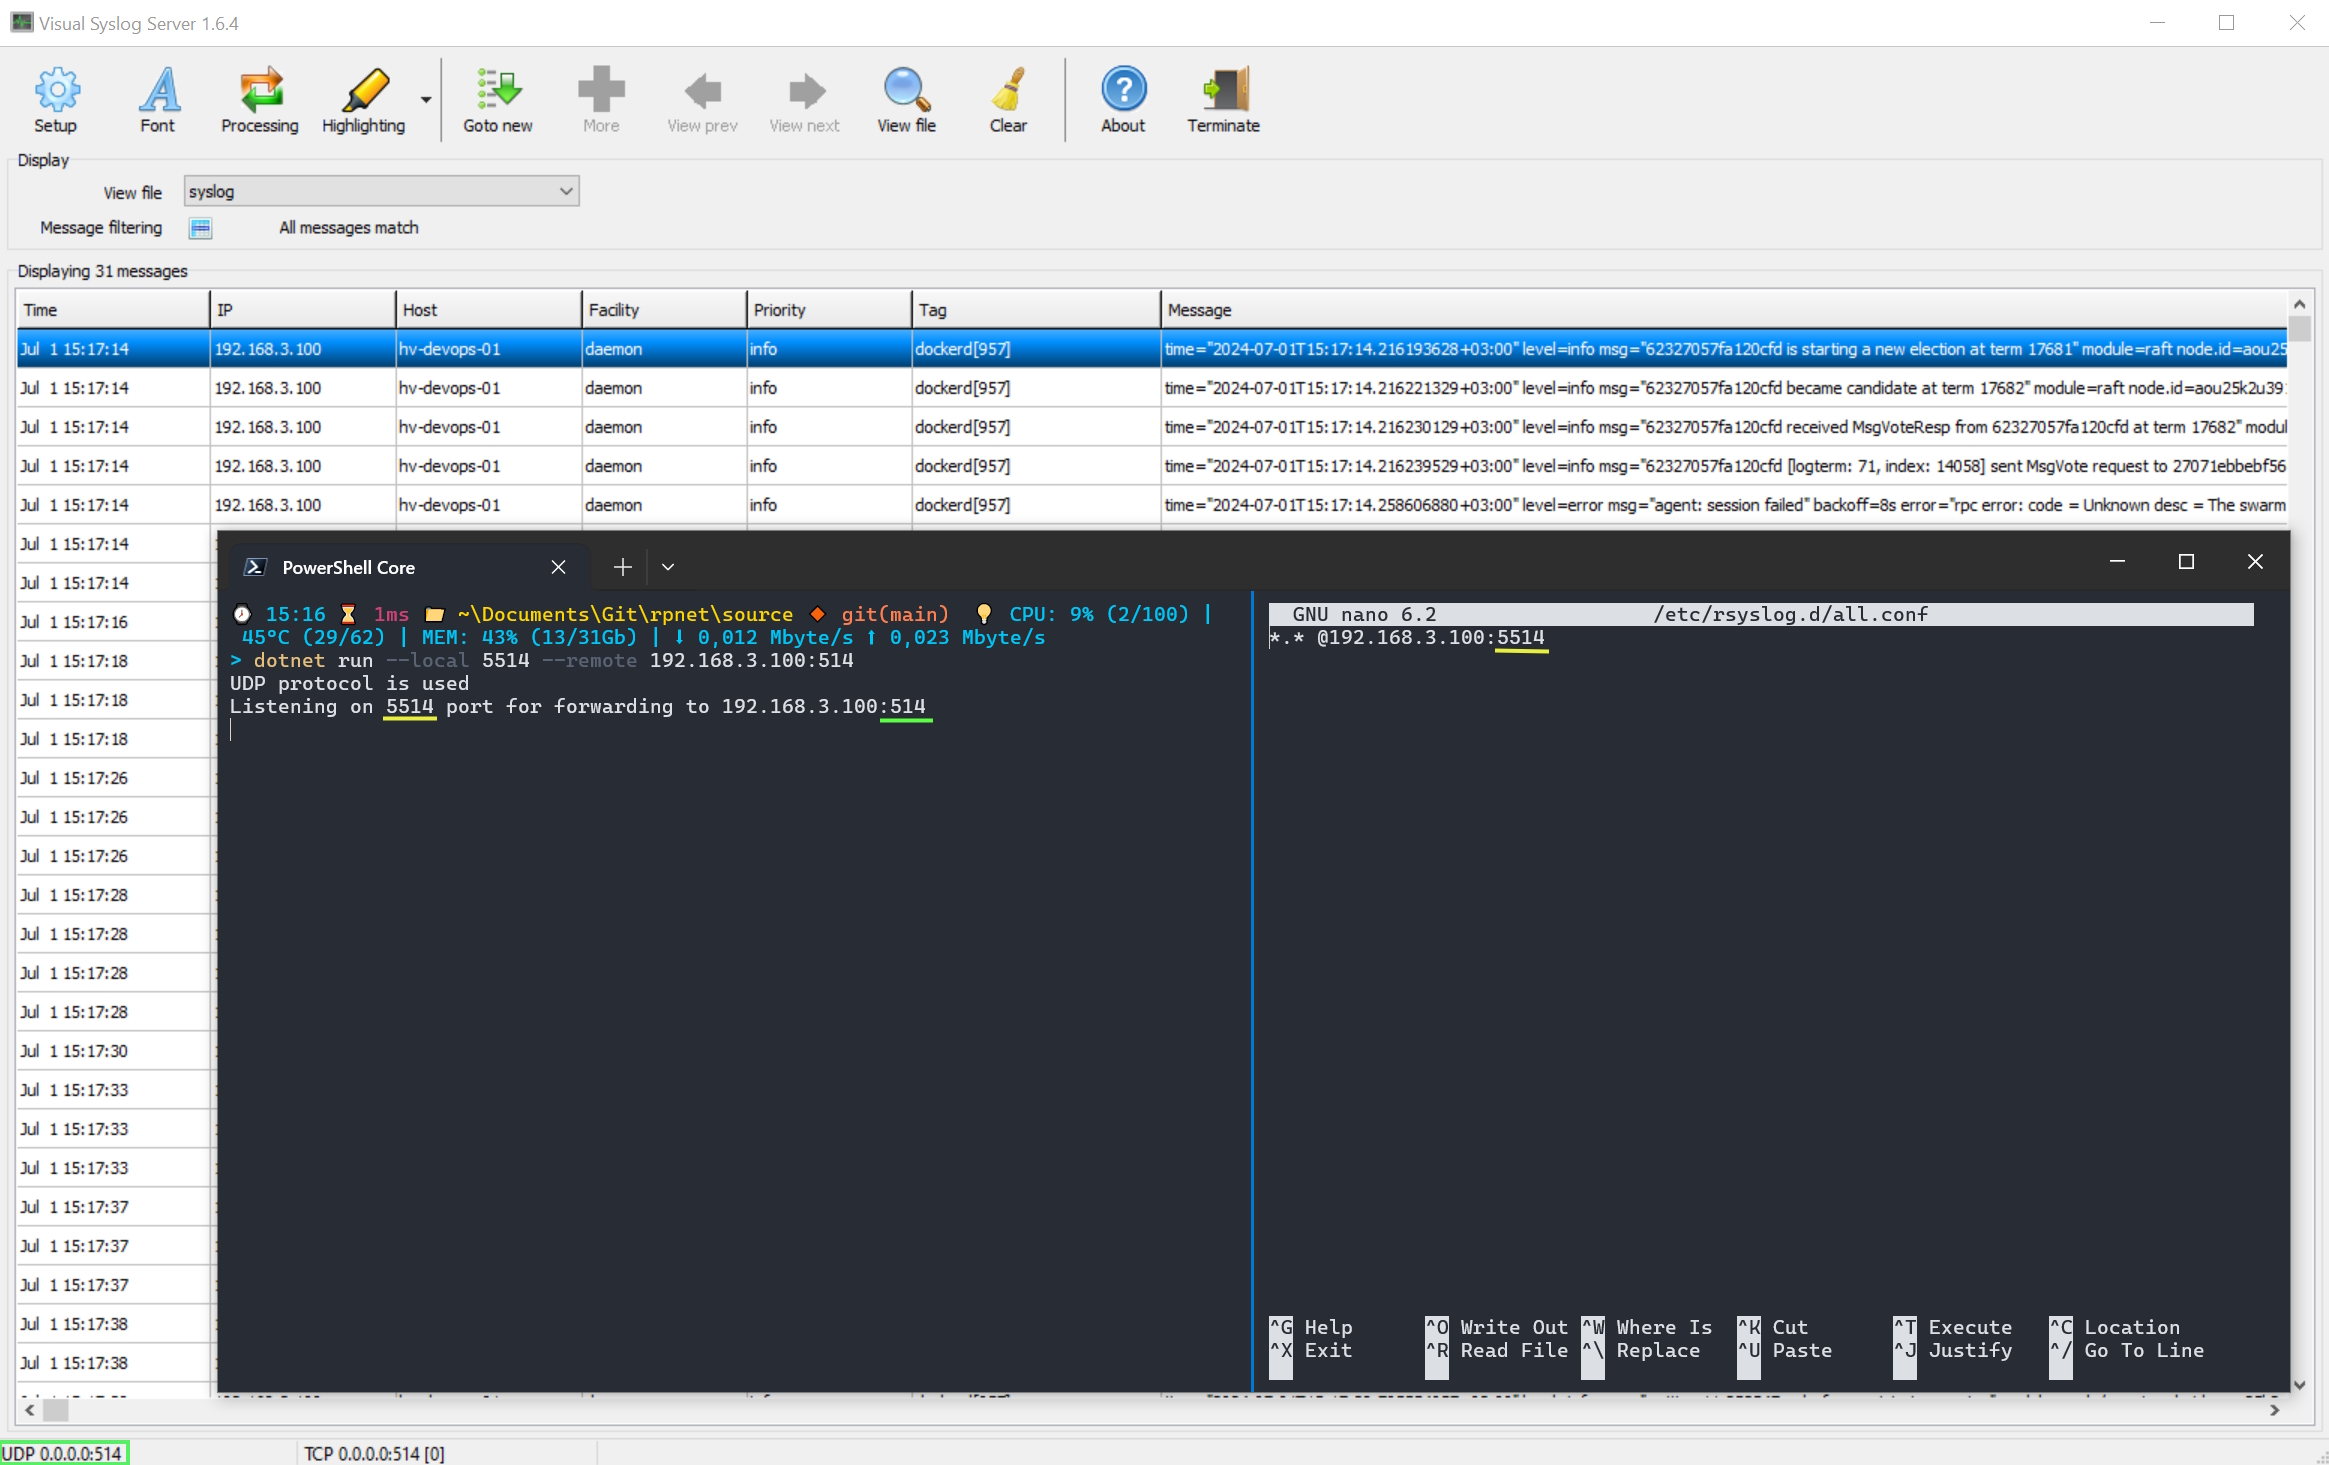 Visual Syslog Server 1.6.4
Setup Font Processing Highlighting Goto new More View prev View next View file Clear About Terminate
Display
View file syslog
Message filtering All messages match
Displaying 31 messages
Time IP Host Facility Priority Tag Message
Jul 1 15:17:14 192.168.3.100 hv-devops-01 daemon info dockerd[957] time="2024-07-01T15:17:14.216193628+03:00" level=info msg="62327057fa120cfd is starting a new election at term 17681" module=raft node.id=aou25
Jul 1 15:17:14 192.168.3.100 hv-devops-01 daemon info dockerd[957] time="2024-07-01T15:17:14.216221329+03:00" level=info msg="62327057fa120cfd became candidate at term 17682" module=raft node.id=aou25k2u39
Jul 1 15:17:14 192.168.3.100 hv-devops-01 daemon info dockerd[957] time="2024-07-01T15:17:14.216230129+03:00" level=info msg="62327057fa120cfd received MsgVoteResp from 62327057fa120cfd at term 17682" modul
Jul 1 15:17:14 192.168.3.100 hv-devops-01 daemon info dockerd[957] time="2024-07-01T15:17:14.216239529+03:00" level=info msg="62327057fa120cfd [logterm: 71, index: 14058] sent MsgVote request to 27071ebbebf56
Jul 1 15:17:14 192.168.3.100 hv-devops-01 daemon info dockerd[957] time="2024-07-01T15:17:14.258606880+03:00" level=error msg="agent: session failed" backoff=8s error="rpc error: code = Unknown desc = The swarm
Jul 1 15:17:14
Jul 1 15:17:14
Jul 1 15:17:16
Jul 1 15:17:18
Jul 1 15:17:18
Jul 1 15:17:18
Jul 1 15:17:26
Jul 1 15:17:26
Jul 1 15:17:26
Jul 1 15:17:28
Jul 1 15:17:28
Jul 1 15:17:28
Jul 1 15:17:28
Jul 1 15:17:30
Jul 1 15:17:33
Jul 1 15:17:33
Jul 1 15:17:33
Jul 1 15:17:37
Jul 1 15:17:37
Jul 1 15:17:37
Jul 1 15:17:38
Jul 1 15:17:38
PowerShell Core
15:16 1ms ~\Documents\Git\rpnet\source git(main) CPU: 9% (2/100) |
45°C (29/62) | MEM: 43% (13/31Gb) | ⬇ 0,012 Mbyte/s ⬆ 0,023 Mbyte/s
> dotnet run --local 5514 --remote 192.168.3.100:514
UDP protocol is used
Listening on 5514 port for forwarding to 192.168.3.100:514
GNU nano 6.2 /etc/rsyslog.d/all.conf
*.* @192.168.3.100:5514
^G Help ^O Write Out ^W Where Is ^K Cut ^T Execute ^C Location
^X Exit ^R Read File ^\ Replace ^U Paste ^J Justify ^/ Go To Line
UDP 0.0.0.0:514 TCP 0.0.0.0:514 [0]